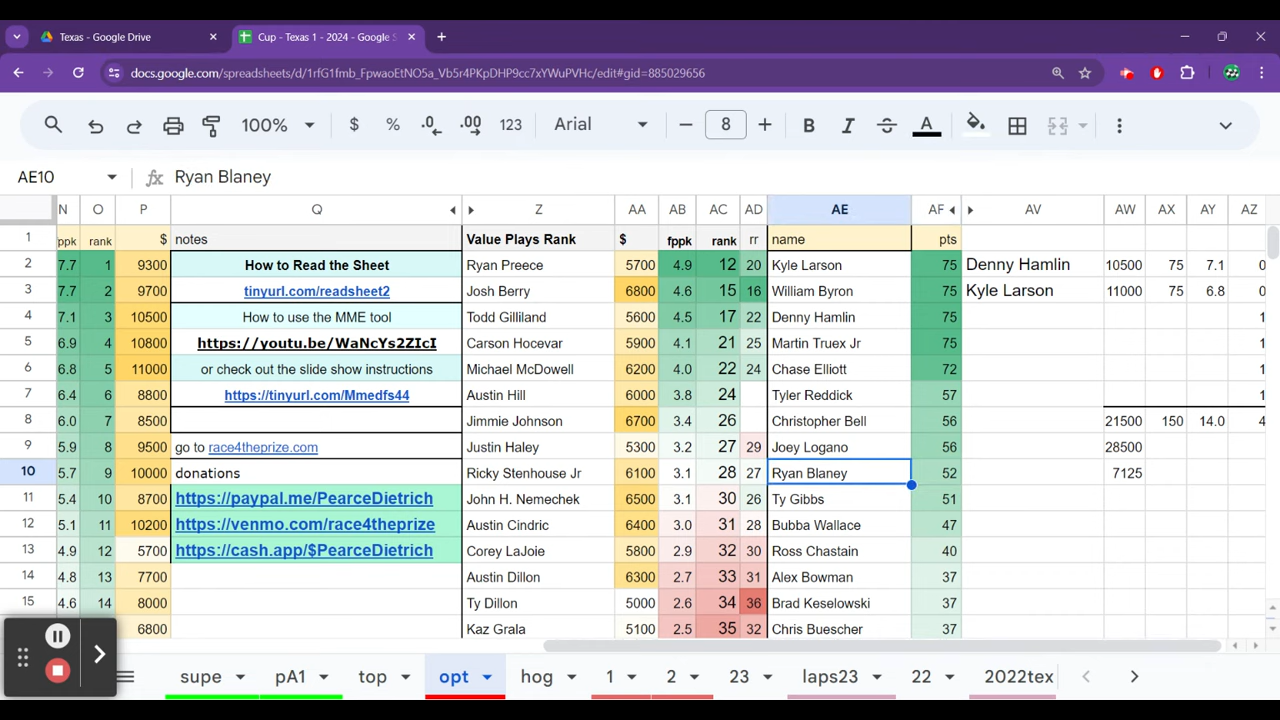 Texas - Google Drive
Cup - Texas 1 - 2024 - Google S
docs.google.com/spreadsheets/d/1rfG1fmb_FpwaoEtNO5a_Vb5r4PKpDHP9cc7xYWuPVHc/edit#gid=885029656
100% $ % .0 .00 123 Arial 8 B I S A
AE10 fx Ryan Blaney
N O P Q Z AA AB AC AD AE AF AV AW AX AY AZ
1 fppk rank $ notes Value Plays Rank $ fppk rank rr name pts
2 7.7 1 9300 How to Read the Sheet Ryan Preece 5700 4.9 12 20 Kyle Larson 75 Denny Hamlin 10500 75 7.1 0
3 7.7 2 9700 tinyurl.com/readsheet2 Josh Berry 6800 4.6 15 16 William Byron 75 Kyle Larson 11000 75 6.8 0
4 7.1 3 10500 How to use the MME tool Todd Gilliland 5600 4.5 17 22 Denny Hamlin 75 1
5 6.9 4 10800 https://youtu.be/WaNcYs2ZIcI Carson Hocevar 5900 4.1 21 25 Martin Truex Jr 75 1
6 6.8 5 11000 or check out the slide show instructions Michael McDowell 6200 4.0 22 24 Chase Elliott 72 1
7 6.4 6 8800 https://tinyurl.com/Mmedfs44 Austin Hill 6000 3.8 24 Tyler Reddick 57 1
8 6.0 7 8500 Jimmie Johnson 6700 3.4 26 Christopher Bell 56 21500 150 14.0 4
9 5.9 8 9500 go to race4theprize.com Justin Haley 5300 3.2 27 29 Joey Logano 56 28500
10 5.7 9 10000 donations Ricky Stenhouse Jr 6100 3.1 28 27 Ryan Blaney 52 7125
11 5.4 10 8700 https://paypal.me/PearceDietrich John H. Nemechek 6500 3.1 30 26 Ty Gibbs 51
12 5.1 11 10200 https://venmo.com/race4theprize Austin Cindric 6400 3.0 31 28 Bubba Wallace 47
13 4.9 12 5700 https://cash.app/$PearceDietrich Corey LaJoie 5800 2.9 32 30 Ross Chastain 40
14 4.8 13 7700 Austin Dillon 6300 2.7 33 31 Alex Bowman 37
15 4.6 14 8000 Ty Dillon 5000 2.6 34 36 Brad Keselowski 37
6800 Kaz Grala 5100 2.5 35 32 Chris Buescher 37
supe pA1 top opt hog 1 2 23 laps23 22 2022tex